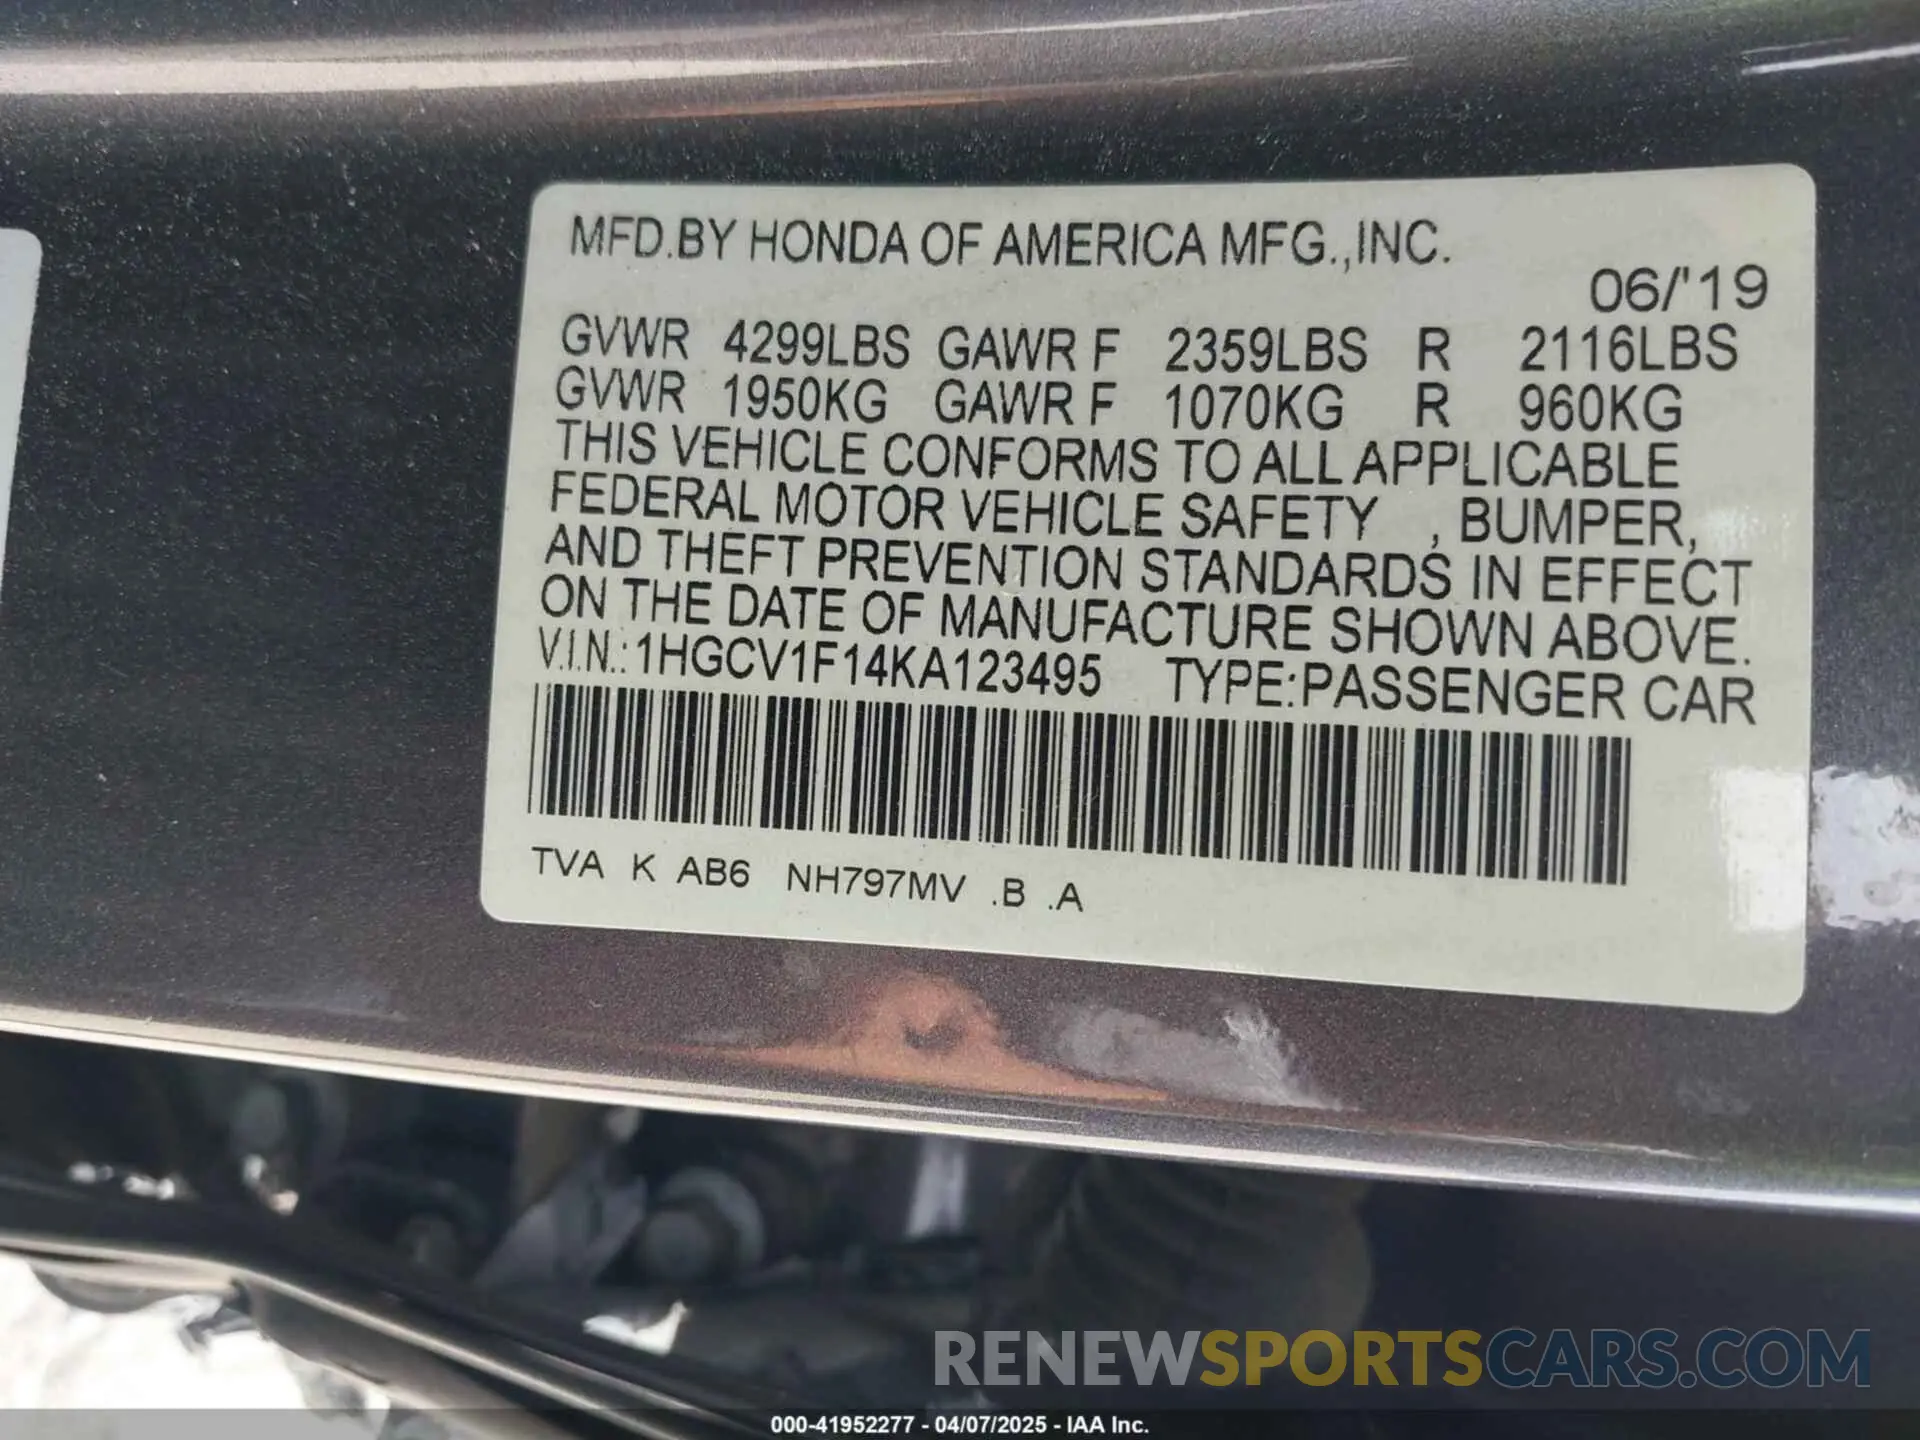 MFD.BY HONDA OF AMERICA MFG.,INC.
06/'19
GVWR 4299LBS GAWR F 2359LBS R 2116LBS
GVWR 1950KG GAWR F 1070KG R 960KG
THIS VEHICLE CONFORMS TO ALL APPLICABLE
FEDERAL MOTOR VEHICLE SAFETY , BUMPER,
AND THEFT PREVENTION STANDARDS IN EFFECT
ON THE DATE OF MANUFACTURE SHOWN ABOVE.
V.I.N.:1HGCV1F14KA123495 TYPE:PASSENGER CAR
TVA K AB6 NH797MV .B .A
RENEWSPORTSCARS.COM
000-41952277 - 04/07/2025 - IAA Inc.